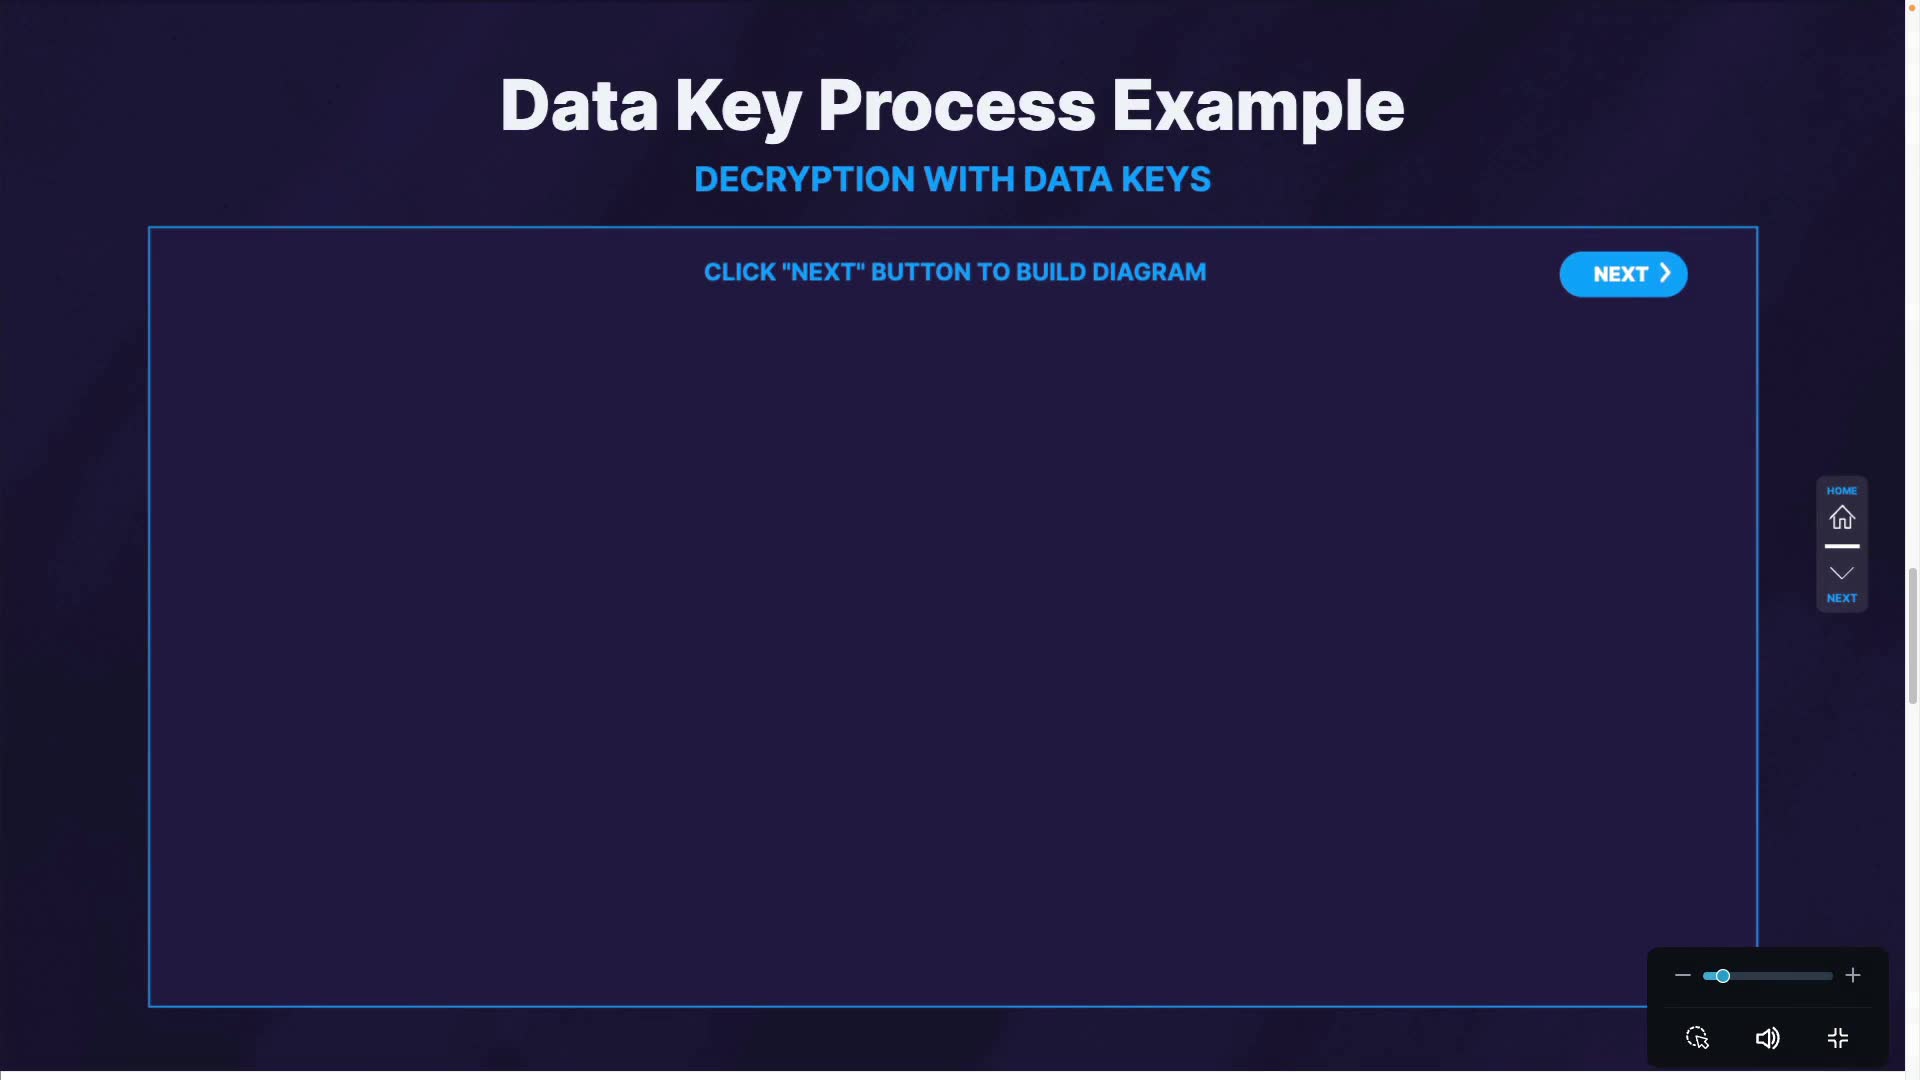 Data Key Process Example
DECRYPTION WITH DATA KEYS
CLICK "NEXT" BUTTON TO BUILD DIAGRAM
NEXT
HOME
NEXT